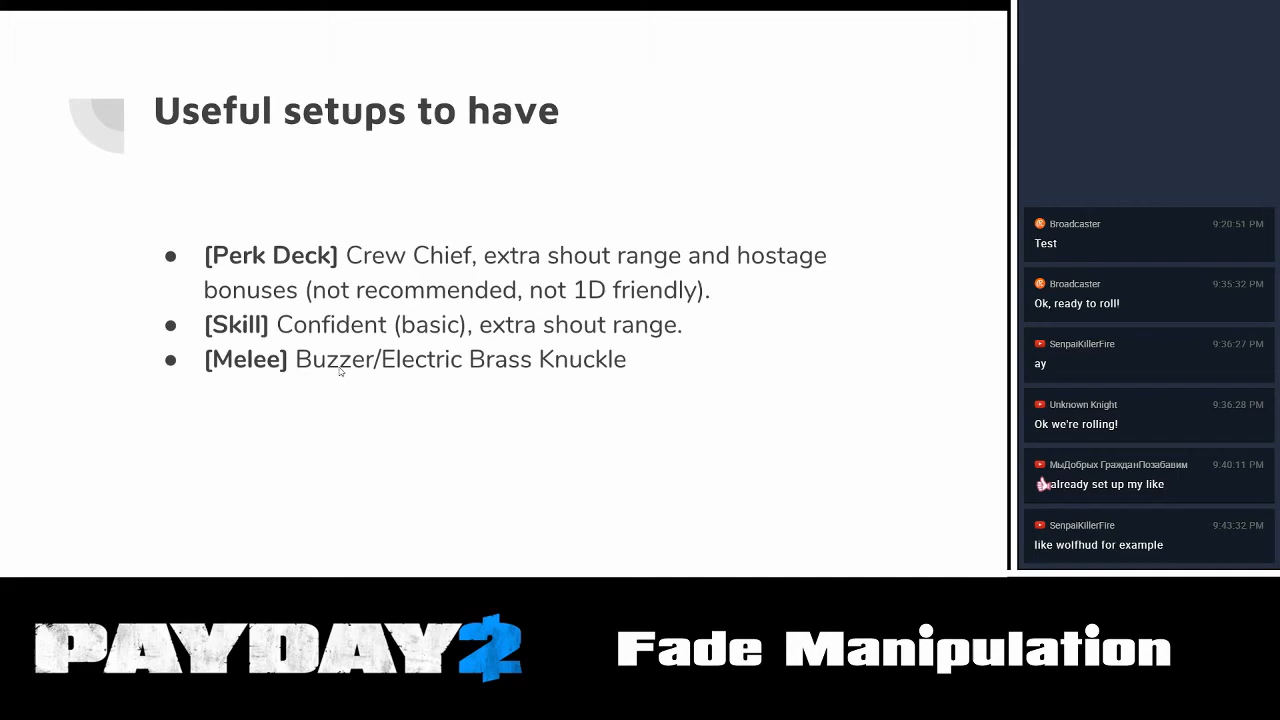 Useful setups to have
● [Perk Deck] Crew Chief, extra shout range and hostage
bonuses (not recommended, not 1D friendly).
● [Skill] Confident (basic), extra shout range.
● [Melee] Buzzer/Electric Brass Knuckle
Broadcaster 9:20:51 PM
Test
Broadcaster 9:35:32 PM
Ok, ready to roll!
SenpaiKillerFire 9:36:27 PM
ay
Unknown Knight 9:36:28 PM
Ok we're rolling!
МыДобрых ГражданПозабавим 9:40:11 PM
already set up my like
SenpaiKillerFire 9:43:32 PM
like wolfhud for example
PAYDAY 2
Fade Manipulation